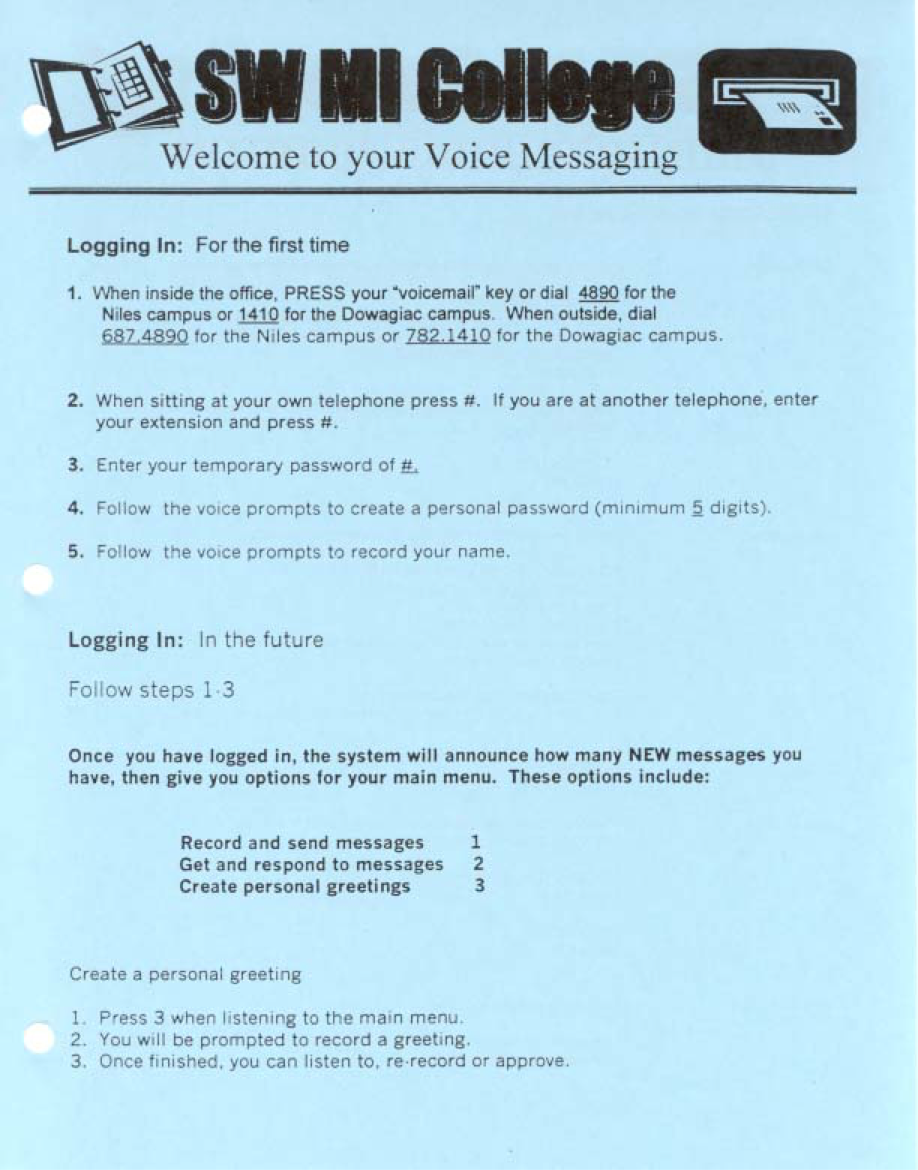 SW MI College
Welcome to your Voice Messaging
Logging In: For the first time
1. When inside the office, PRESS your "voicemail" key or dial 4890 for the
Niles campus or 1410 for the Dowagiac campus. When outside, dial
687.4890 for the Niles campus or 782.1410 for the Dowagiac campus.
2. When sitting at your own telephone press #. If you are at another telephone, enter
your extension and press #.
3. Enter your temporary password of #.
4. Follow the voice prompts to create a personal password (minimum 5 digits).
5. Follow the voice prompts to record your name.
Logging In: In the future
Follow steps 1-3
Once you have logged in, the system will announce how many NEW messages you
have, then give you options for your main menu. These options include:
Record and send messages 1
Get and respond to messages 2
Create personal greetings 3
Create a personal greeting
1. Press 3 when listening to the main menu.
2. You will be prompted to record a greeting.
3. Once finished, you can listen to, re-record or approve.